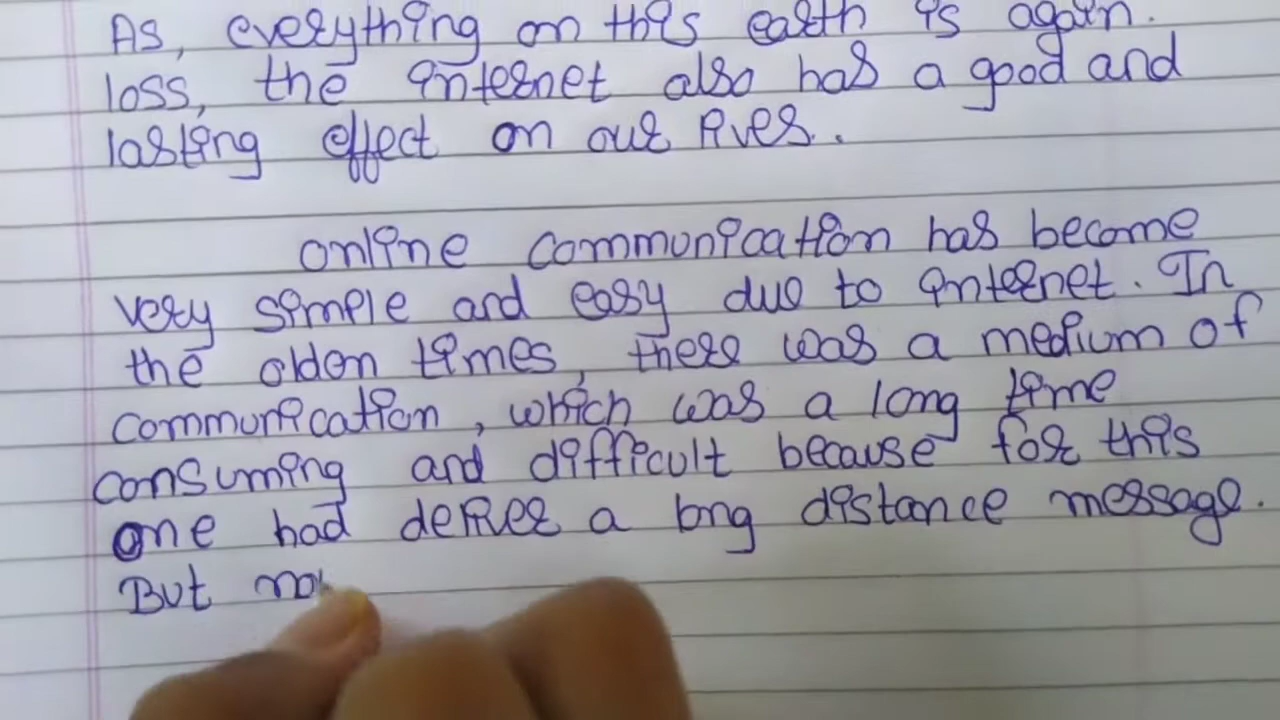 As, everything on this earth is again.
loss, the internet also has a good and
lasting effect on our lives.
online communication has become
very simple and easy due to internet. In
the olden times, there was a medium of
communication, which was a long time
consuming and difficult because for this
one had deliver a long distance message.
But